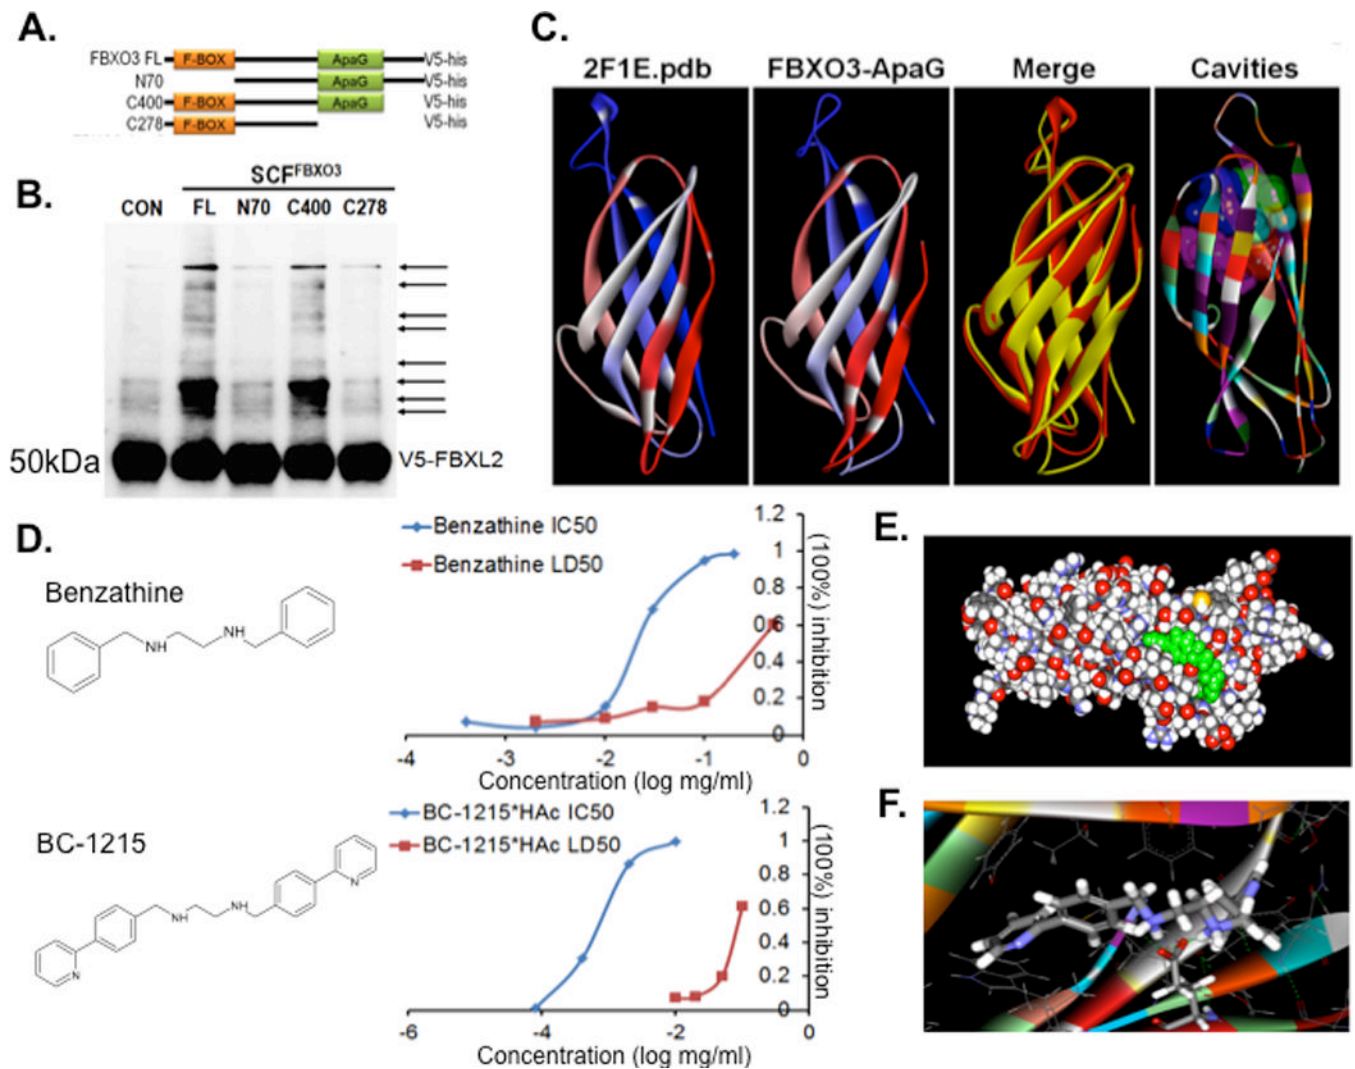 A.
FBXO3 FL F-BOX ApaG V5-his
N70 ApaG V5-his
C400 F-BOX ApaG V5-his
C278 F-BOX V5-his
B.
SCF^FBXO3
CON FL N70 C400 C278
50kDa
V5-FBXL2
C.
2F1E.pdb FBXO3-ApaG Merge Cavities
D.
Benzathine
NH
NH
Benzathine IC50
Benzathine LD50
1.2
1
0.8
0.6
0.4
0.2
0
(100%) inhibition
-4 -3 -2 -1 0
Concentration (log mg/ml)
BC-1215
N
NH
NH
N
BC-1215*HAc IC50
BC-1215*HAc LD50
1.2
1
0.8
0.6
0.4
0.2
0
(100%) inhibition
-6 -4 -2 0
Concentration (log mg/ml)
E.
F.